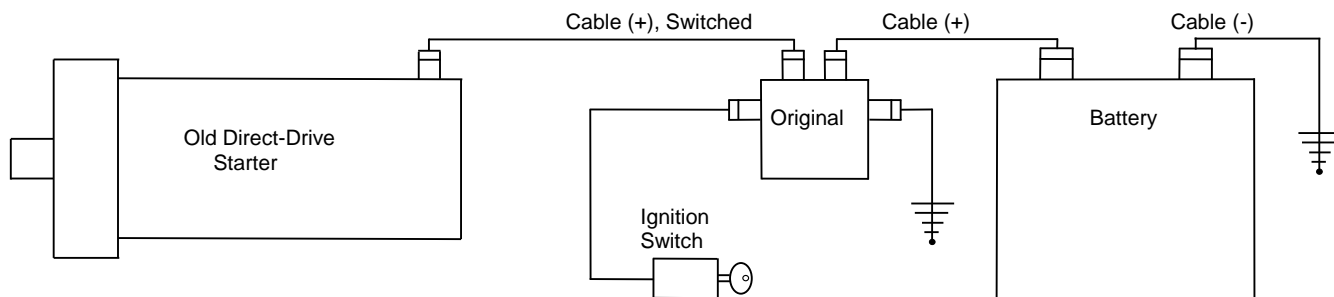 Cable (+), Switched
Cable (+)
Cable (-)
Old Direct-Drive
Starter
Original
Battery
Ignition
Switch